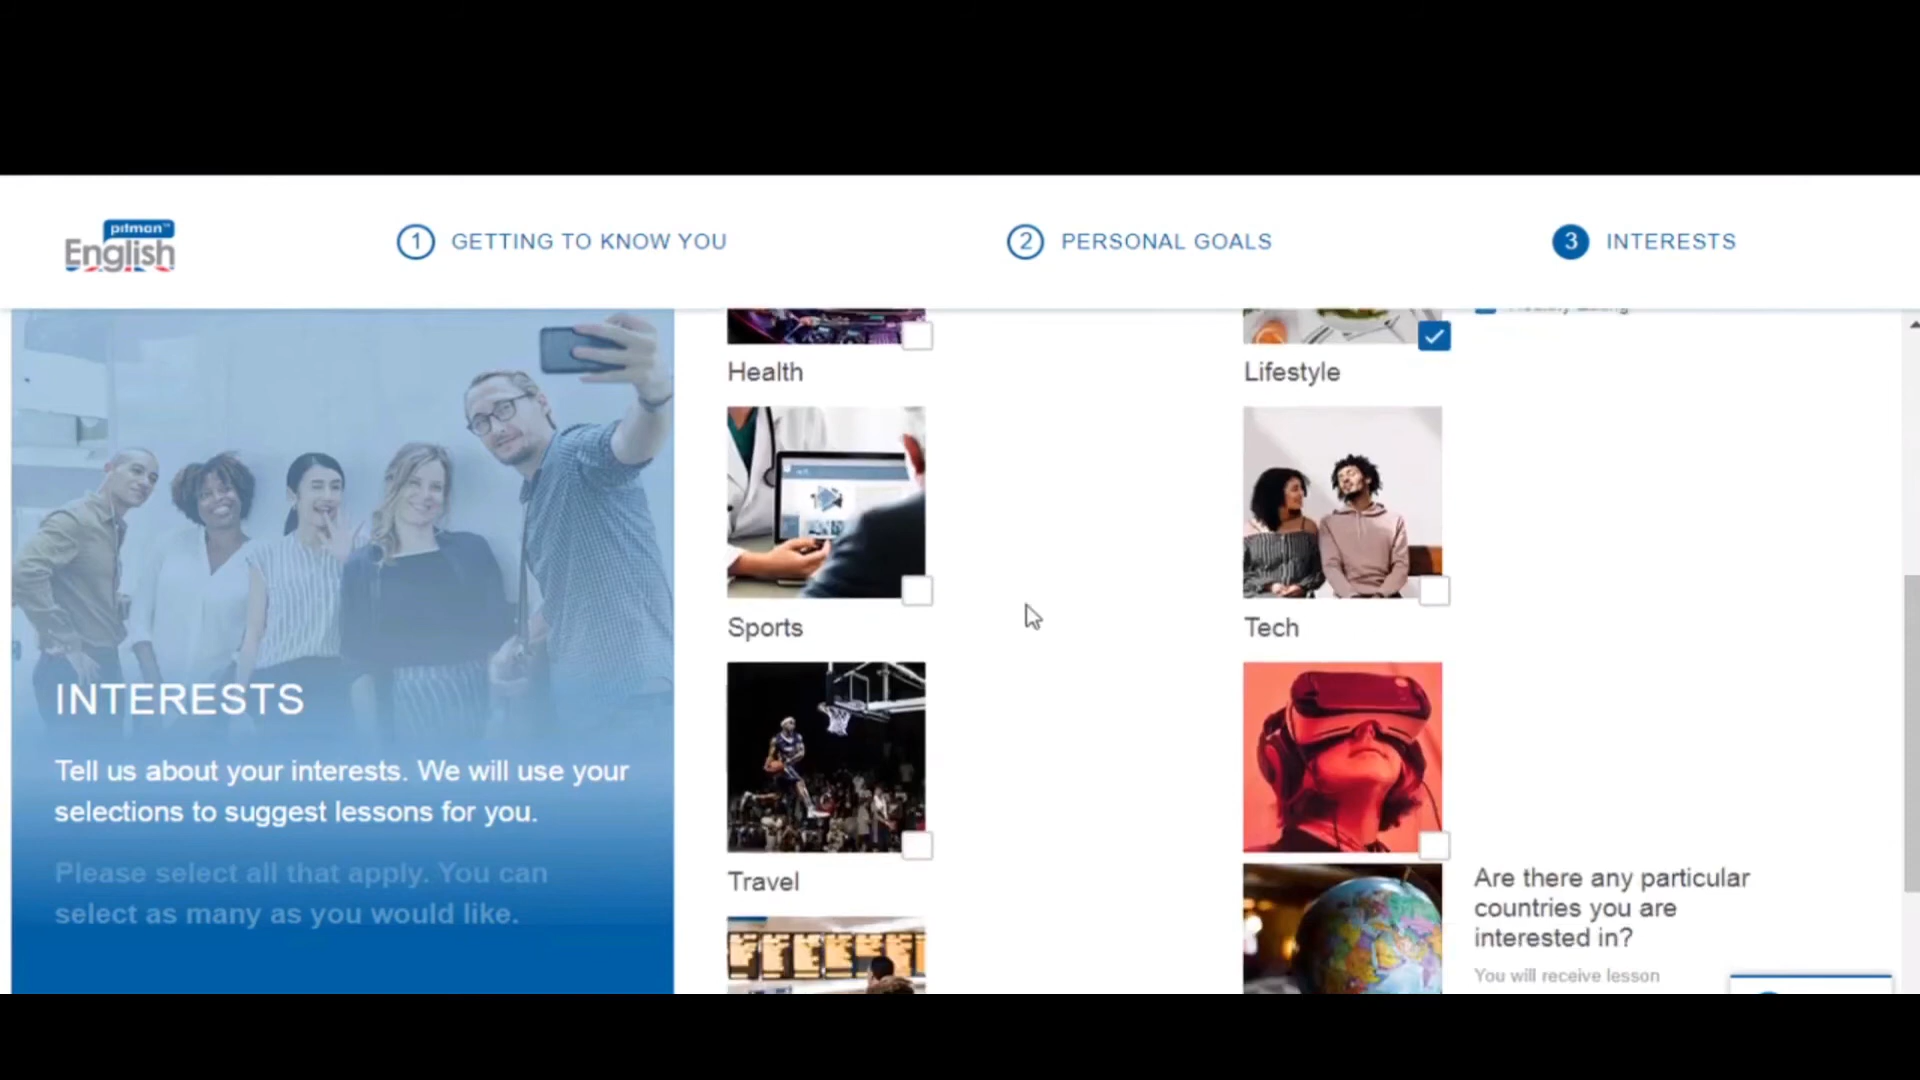 pitman™
English
1 GETTING TO KNOW YOU
2 PERSONAL GOALS
3 INTERESTS
Health
Lifestyle
Sports
Tech
Travel
INTERESTS
Tell us about your interests. We will use your
selections to suggest lessons for you.
Please select all that apply. You can
select as many as you would like.
Are there any particular
countries you are
interested in?
You will receive lesson